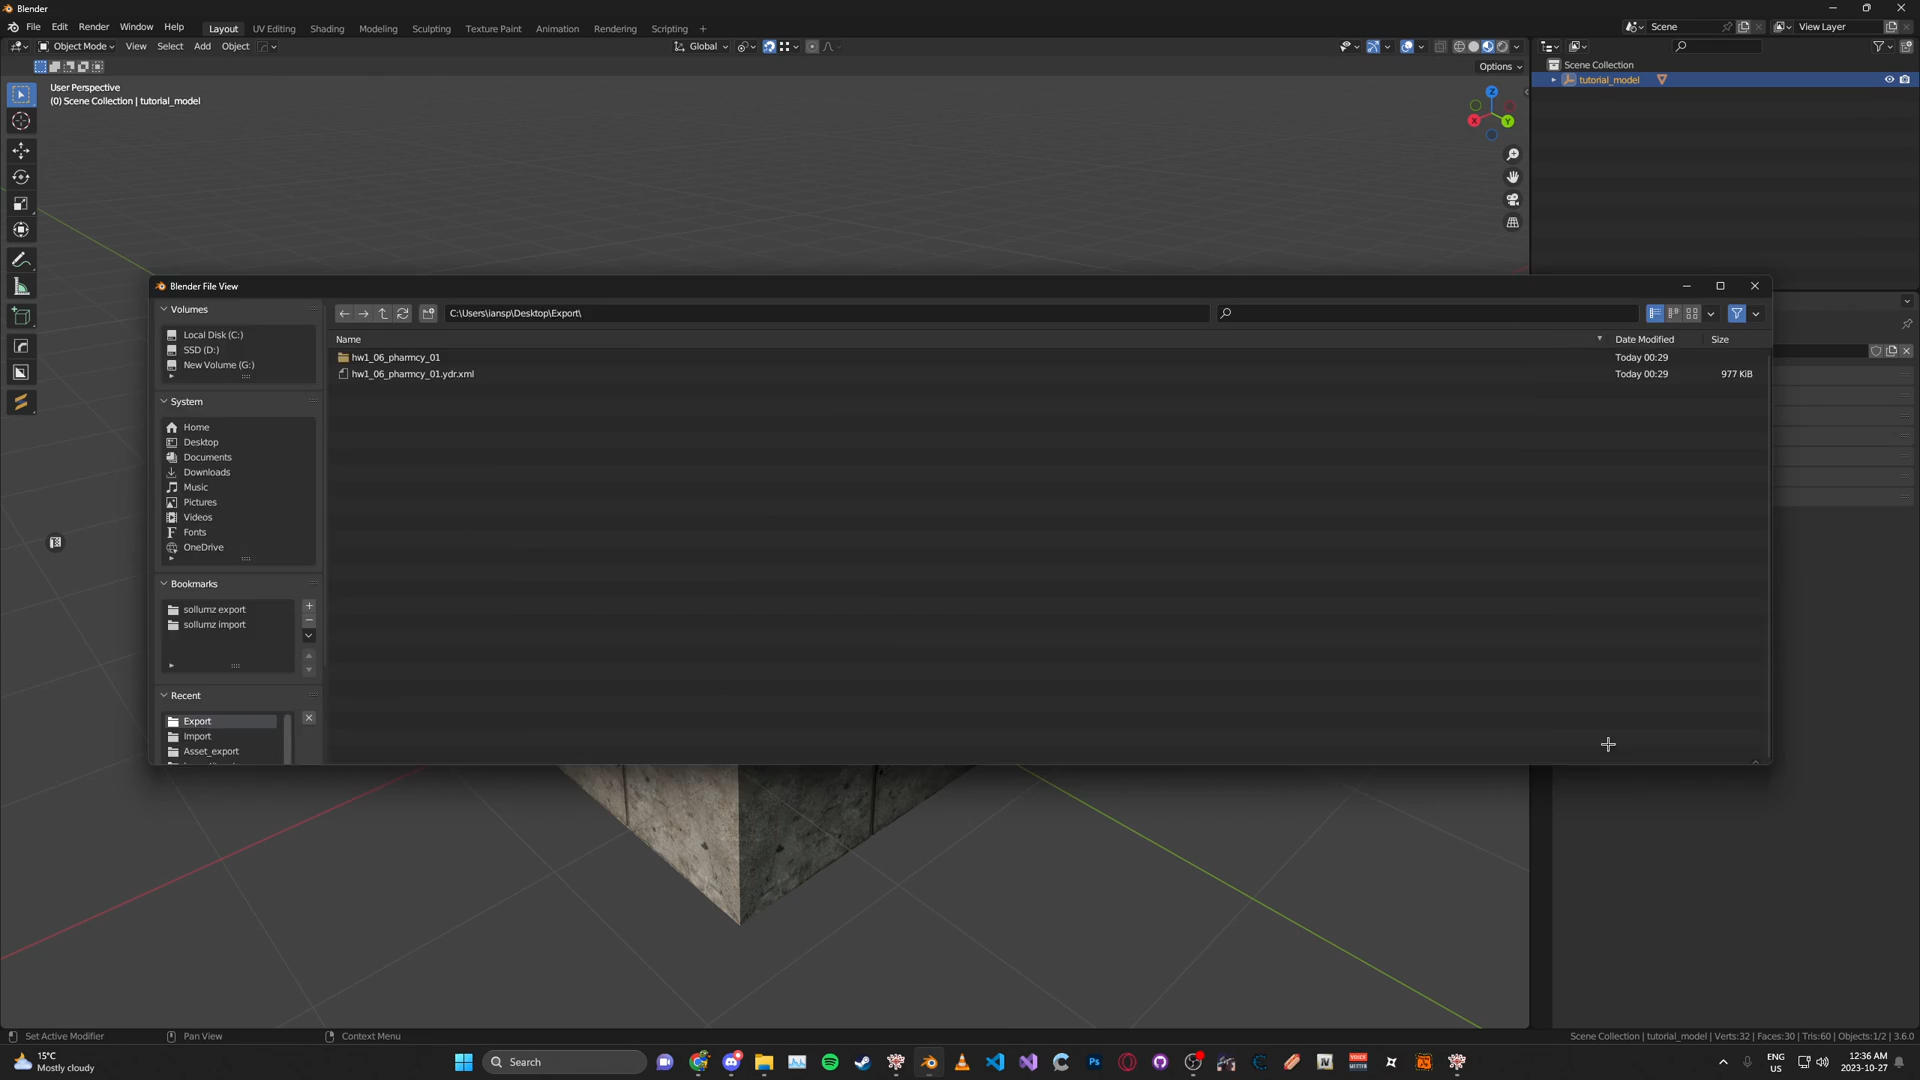 Blender
File Edit Render Window Help Layout UV Editing Shading Modeling Sculpting Texture Paint Animation Rendering Scripting + Scene View Layer
Object Mode View Select Add Object Global
Options
User Perspective
(0) Scene Collection | tutorial_model
Z
X
Y
Scene Collection
tutorial_model
Blender File View
Volumes
Local Disk (C:)
SSD (D:)
New Volume (G:)
System
Home
Desktop
Documents
Downloads
Music
Pictures
Videos
Fonts
OneDrive
Bookmarks
sollumz export
sollumz import
Recent
Export
Import
Asset_export
C:\Users\iansp\Desktop\Export\
Name Date Modified Size
hw1_06_pharmcy_01 Today 00:29
hw1_06_pharmcy_01.ydr.xml Today 00:29 977 KiB
Set Active Modifier Pan View Context Menu
Scene Collection | tutorial_model | Verts:32 | Faces:30 | Tris:60 | Objects:1/2 | 3.6.0
15°C
Mostly cloudy
Search
ENG
US
12:36 AM
2023-10-27